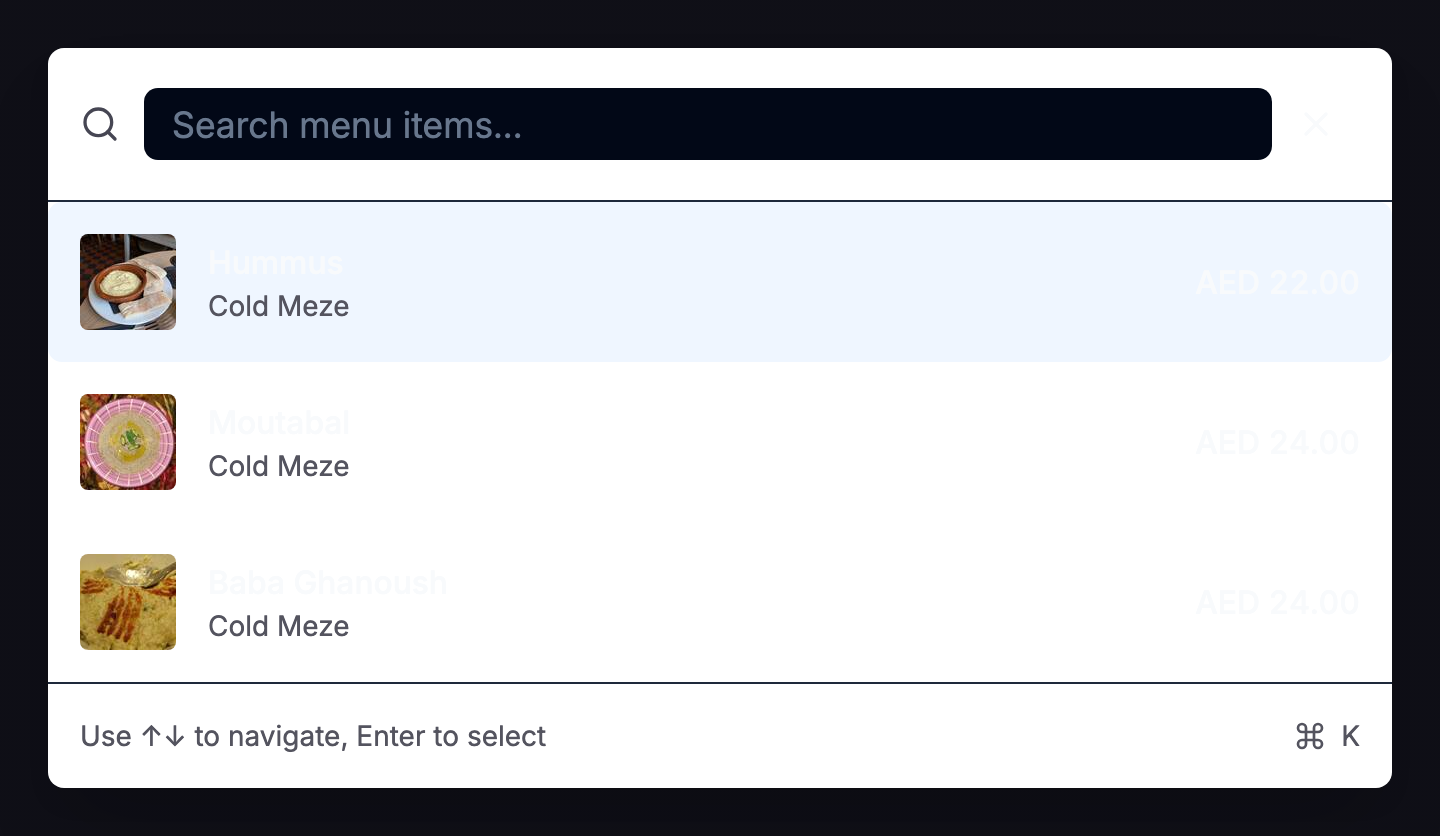 Search menu items...
Hummus
Cold Meze
AED 22.00
Moutabal
Cold Meze
AED 24.00
Baba Ghanoush
Cold Meze
AED 24.00
Use ↑↓ to navigate, Enter to select
⌘ K